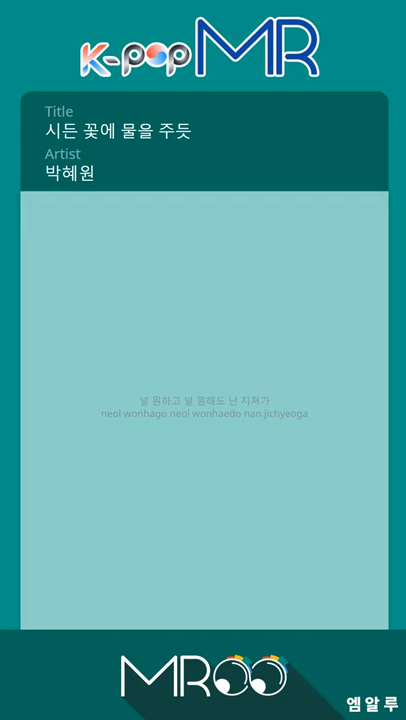 K-pop MR
Title
시든 꽃에 물을 주듯
Artist
박혜원
널 원하고 널 원해도 난 지쳐가
neol wonhago neol wonhaedo nan jichyeoga
MROO
엠알루